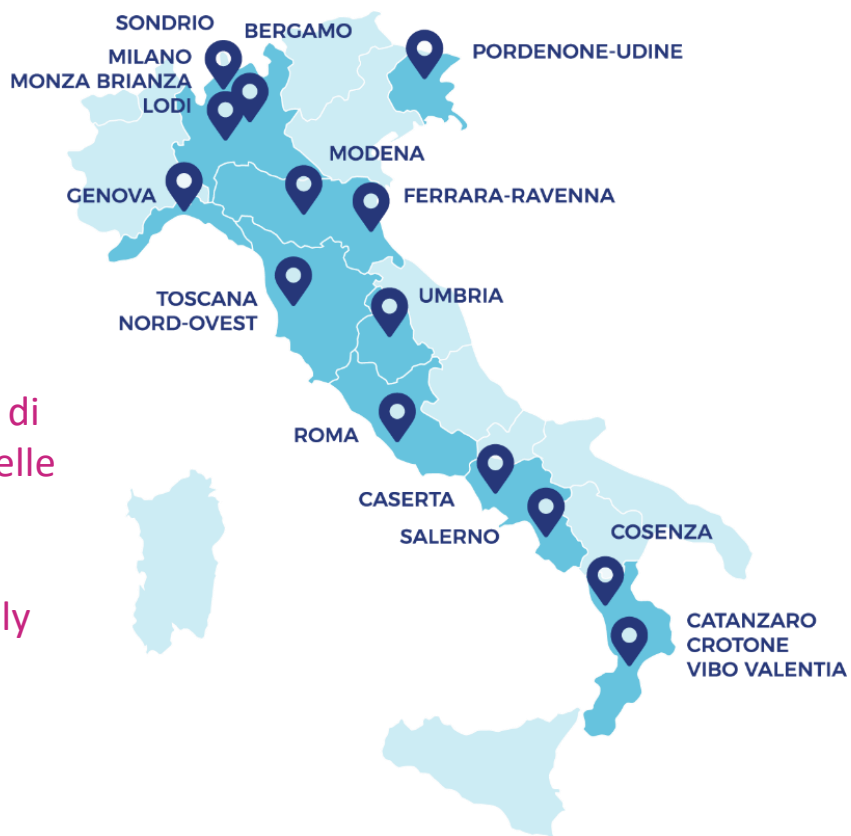 SONDRIO
BERGAMO
MILANO
MONZA BRIANZA
LODI
PORDENONE-UDINE
MODENA
GENOVA
FERRARA-RAVENNA
TOSCANA
NORD-OVEST
UMBRIA
di
elle
ly
ROMA
CASERTA
SALERNO
COSENZA
CATANZARO
CROTONE
VIBO VALENTIA